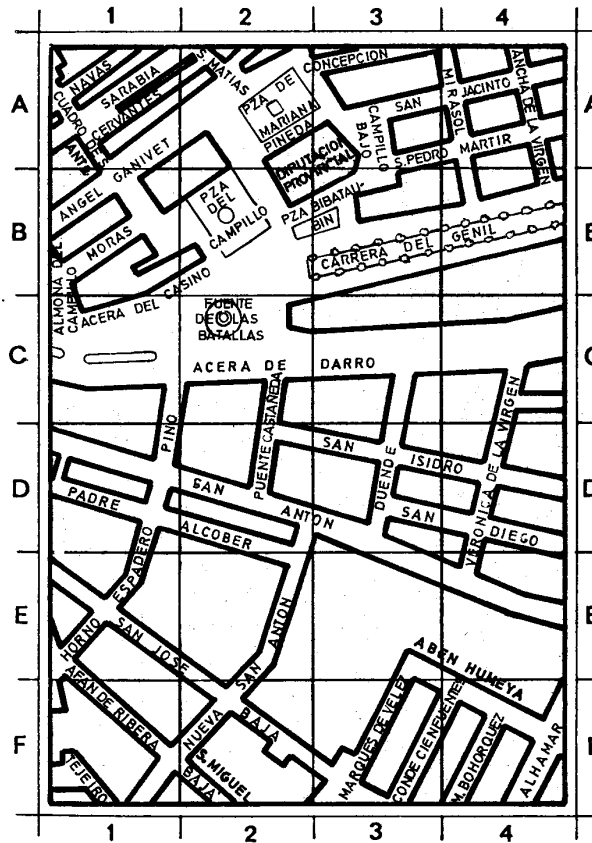 1 2 3 4
A
NAVAS
SARABIA
CERVANTES
CUADRO
S. MATIAS
PZA DE
MARIANA
PINEDA
CONCEPCION
SAN
JACINTO
MIRASOL
ANCHA DE LA VIRGEN
CAMPILLO
BAJO
S. PEDRO MARTIR
DIPUTACION
PROVINCIAL
A
ANGEL GANIVET
B
PZA
DEL
CAMPILLO
PZA BIBATAU-
BIN
MORAS
CARRERA DEL GENIL
ALMONA DEL
CAMPILLO
ACERA DEL CASINO
C
FUENTE
DE LAS
BATALLAS
ACERA DE DARRO
PINO
PUENTE CASTAÑEDA
SAN ISIDRO
DUENDE
VERONICA DE LA VIRGEN
D
D
PADRE
ALCOBER
SAN ANTON
SAN DIEGO
E
ESPADERO
HORNO
SAN JOSE
SAN ANTON
ABEN HUMEYA
AFAN DE RIBERA
F
NUEVA
BAJA
S. MIGUEL
BAJA
TEJEIRO
MARQUES DE VELEZ
CONDE CIENFUENTES
M. BOHORQUEZ
ALHAMAR
1 2 3 4